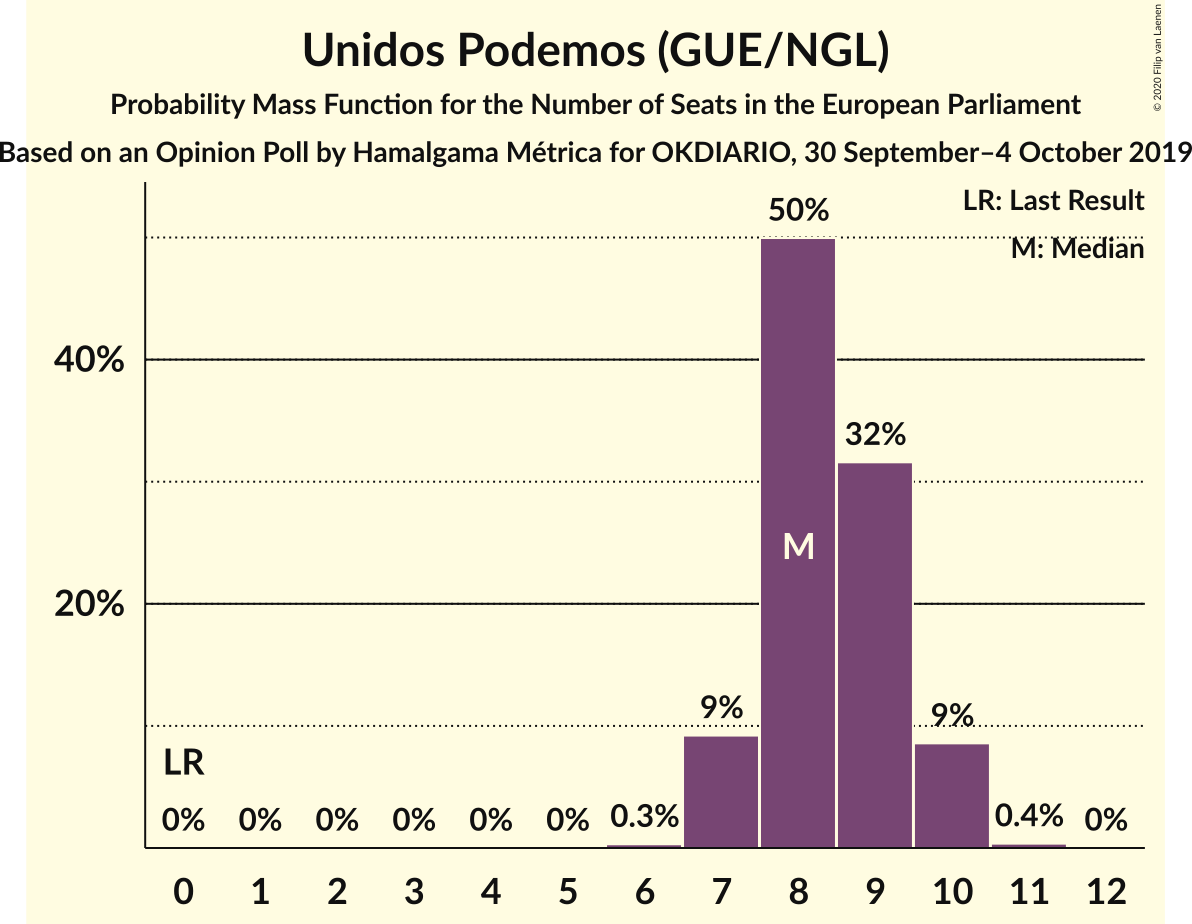 Unidos Podemos (GUE/NGL)
Probability Mass Function for the Number of Seats in the European Parliament
Based on an Opinion Poll by Hamalgama Métrica for OKDIARIO, 30 September–4 October 2019
© 2020 Filip van Laenen
LR: Last Result
M: Median
50%
40%
32%
M
20%
9%
9%
LR
0% 0% 0% 0% 0% 0% 0.3% 0.4% 0%
0 1 2 3 4 5 6 7 8 9 10 11 12